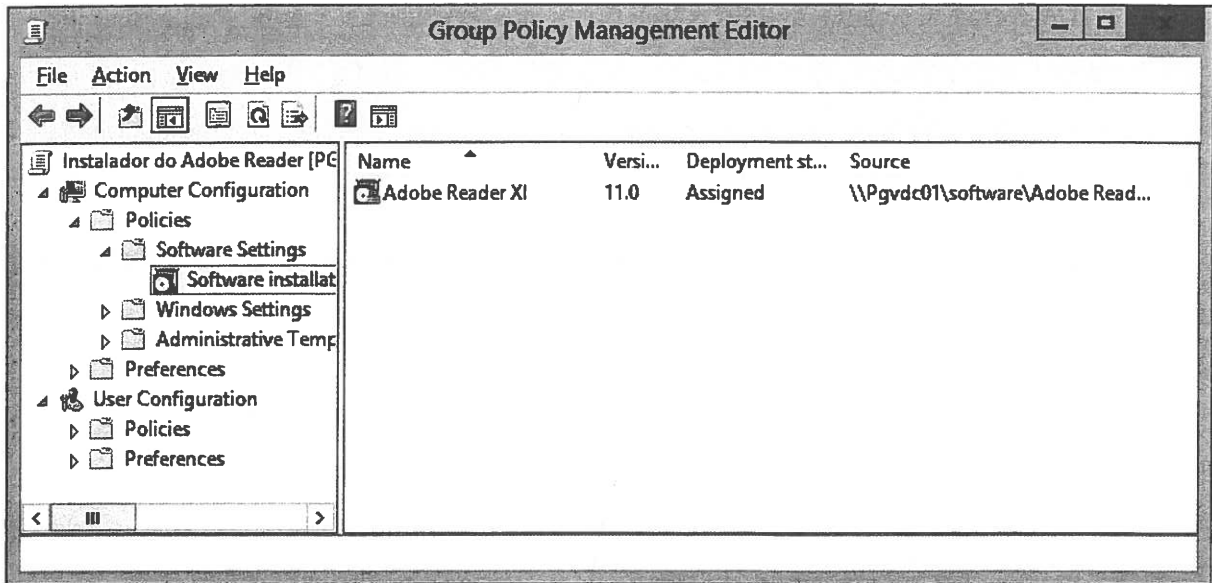 Group Policy Management Editor
File Action View Help
Instalador do Adobe Reader [PG
Computer Configuration
Policies
Software Settings
Software installat
Windows Settings
Administrative Temp
Preferences
User Configuration
Policies
Preferences
Name Versi... Deployment st... Source
Adobe Reader XI 11.0 Assigned \\Pgvdc01\software\Adobe Read...